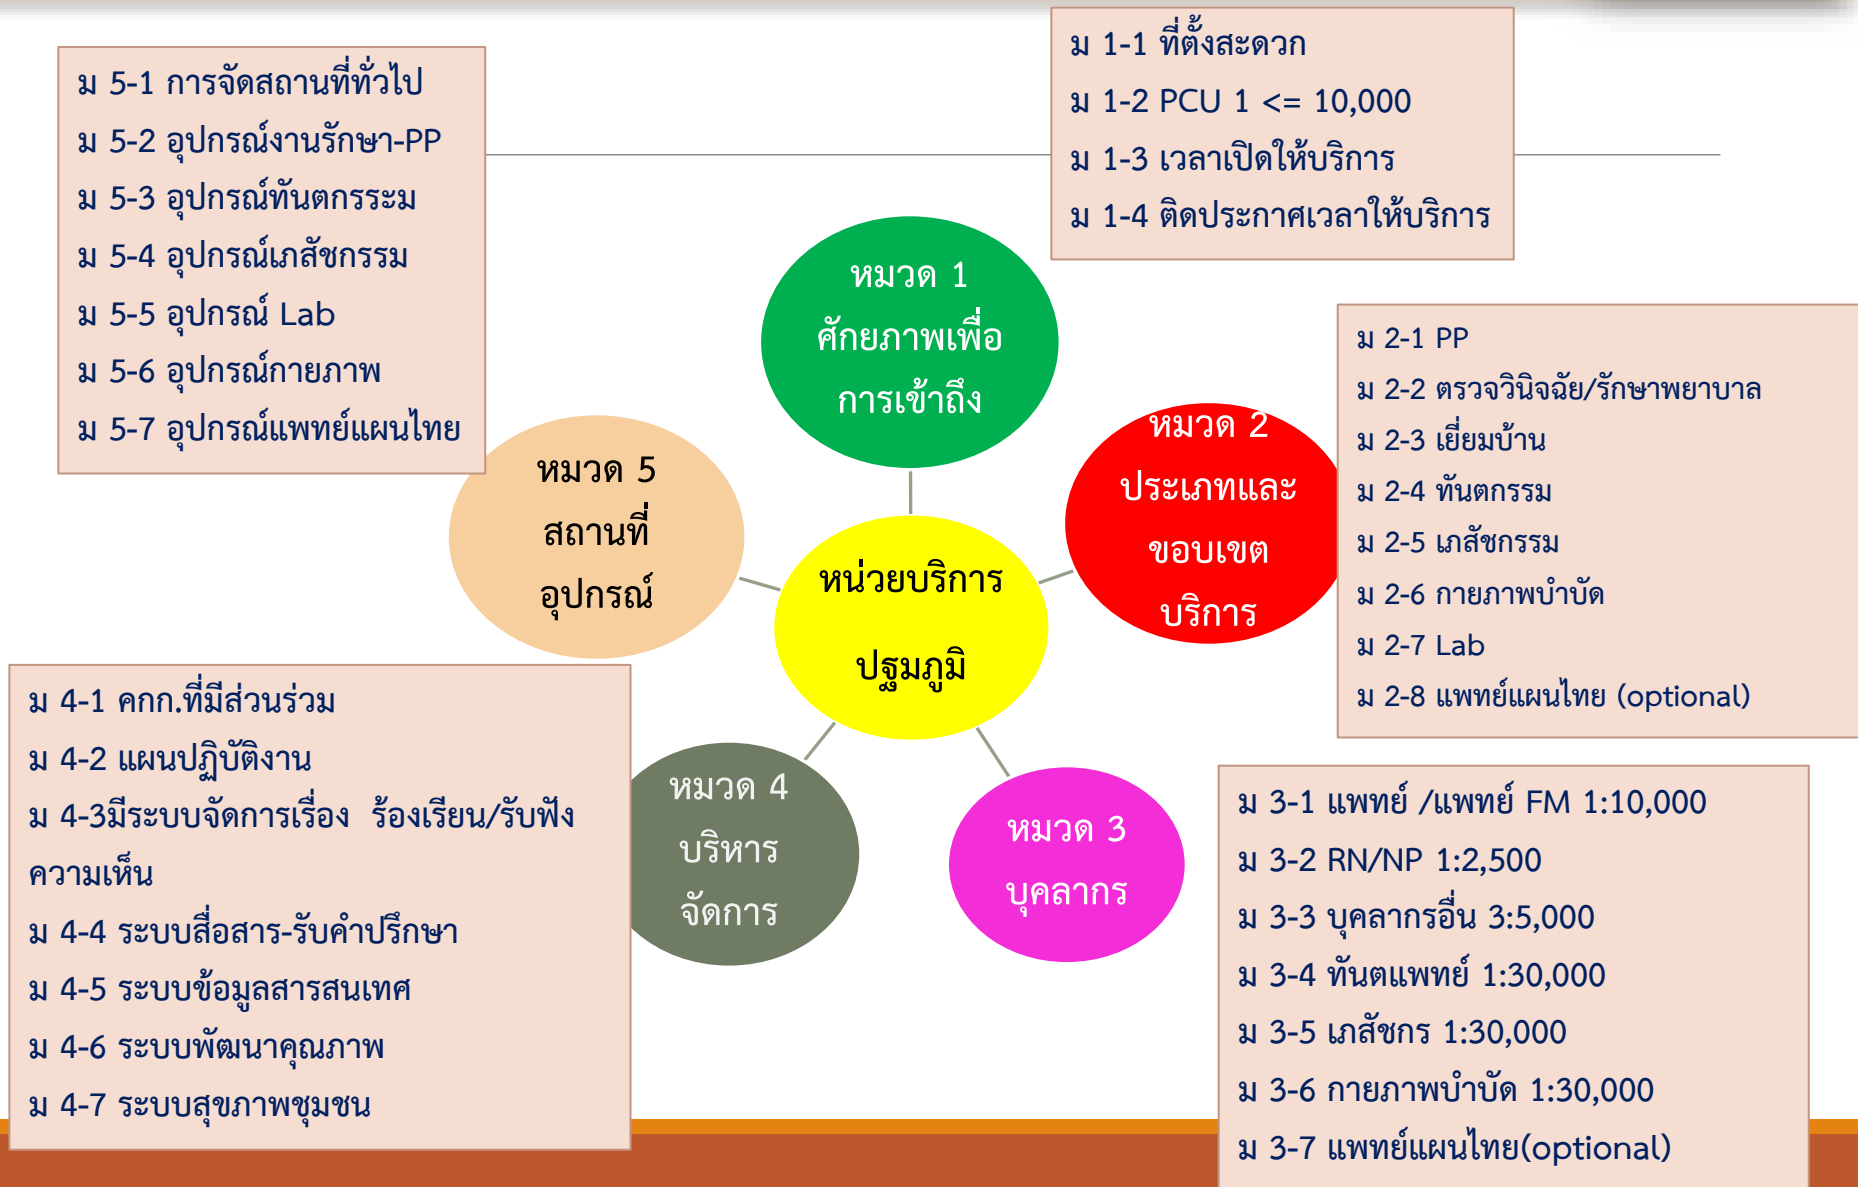 ม 5-1 การจัดสถานที่ทั่วไป
ม 5-2 อุปกรณ์งานรักษา-PP
ม 5-3 อุปกรณ์ทันตกรระม
ม 5-4 อุปกรณ์เภสัชกรรม
ม 5-5 อุปกรณ์ Lab
ม 5-6 อุปกรณ์กายภาพ
ม 5-7 อุปกรณ์แพทย์แผนไทย
ม 1-1 ที่ตั้งสะดวก
ม 1-2 PCU 1 <= 10,000
ม 1-3 เวลาเปิดให้บริการ
ม 1-4 ติดประกาศเวลาให้บริการ
หมวด 1
ศักยภาพเพื่อ
การเข้าถึง
หมวด 2
ประเภทและ
ขอบเขต
บริการ
ม 2-1 PP
ม 2-2 ตรวจวินิจฉัย/รักษาพยาบาล
ม 2-3 เยี่ยมบ้าน
ม 2-4 ทันตกรรม
ม 2-5 เภสัชกรรม
ม 2-6 กายภาพบำบัด
ม 2-7 Lab
ม 2-8 แพทย์แผนไทย (optional)
หมวด 5
สถานที่
อุปกรณ์
หน่วยบริการ
ปฐมภูมิ
ม 4-1 คกก.ที่มีส่วนร่วม
ม 4-2 แผนปฏิบัติงาน
ม 4-3มีระบบจัดการเรื่อง ร้องเรียน/รับฟัง
ความเห็น
ม 4-4 ระบบสื่อสาร-รับคำปรึกษา
ม 4-5 ระบบข้อมูลสารสนเทศ
ม 4-6 ระบบพัฒนาคุณภาพ
ม 4-7 ระบบสุขภาพชุมชน
หมวด 4
บริหาร
จัดการ
หมวด 3
บุคลากร
ม 3-1 แพทย์ /แพทย์ FM 1:10,000
ม 3-2 RN/NP 1:2,500
ม 3-3 บุคลากรอื่น 3:5,000
ม 3-4 ทันตแพทย์ 1:30,000
ม 3-5 เภสัชกร 1:30,000
ม 3-6 กายภาพบำบัด 1:30,000
ม 3-7 แพทย์แผนไทย(optional)